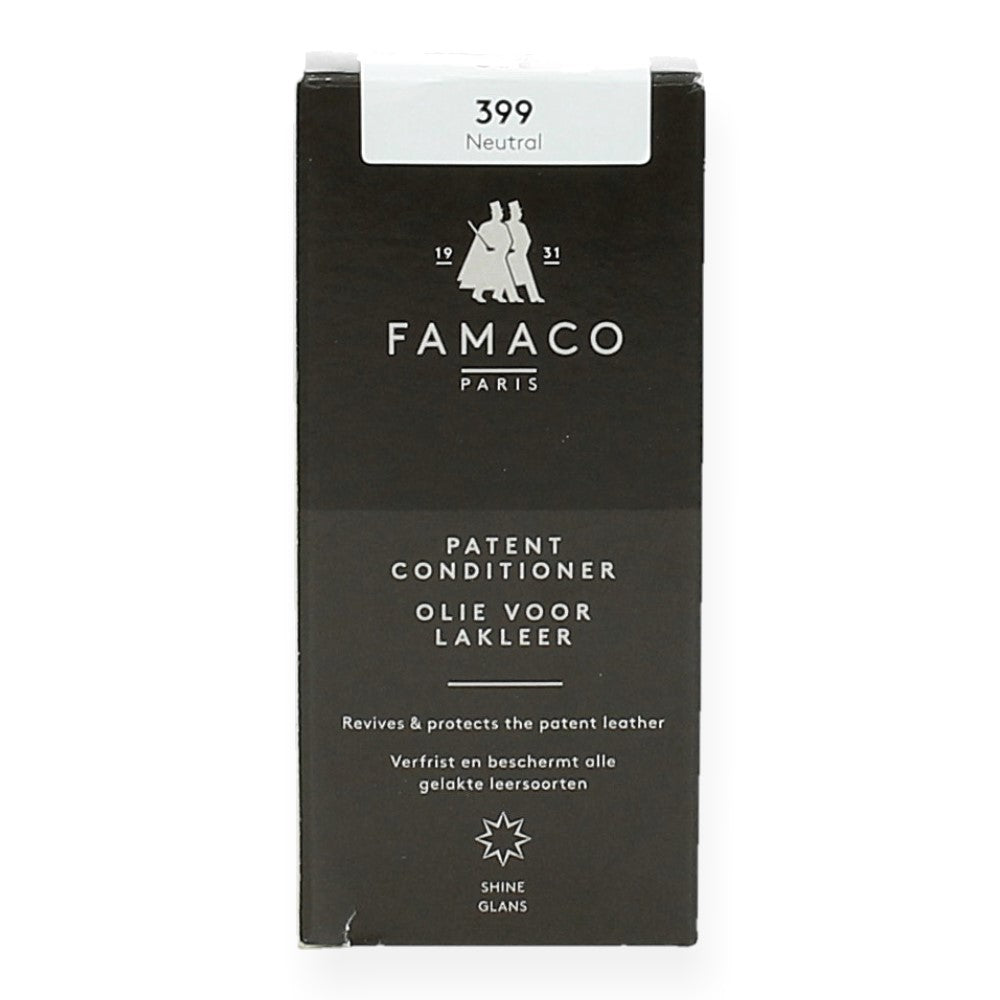 399
Neutral
19 31
FAMACO
PARIS
PATENT
CONDITIONER
OLIE VOOR
LAKLEER
Revives & protects the patent leather
Verfrist en beschermt alle
gelakte leersoorten
SHINE
GLANS